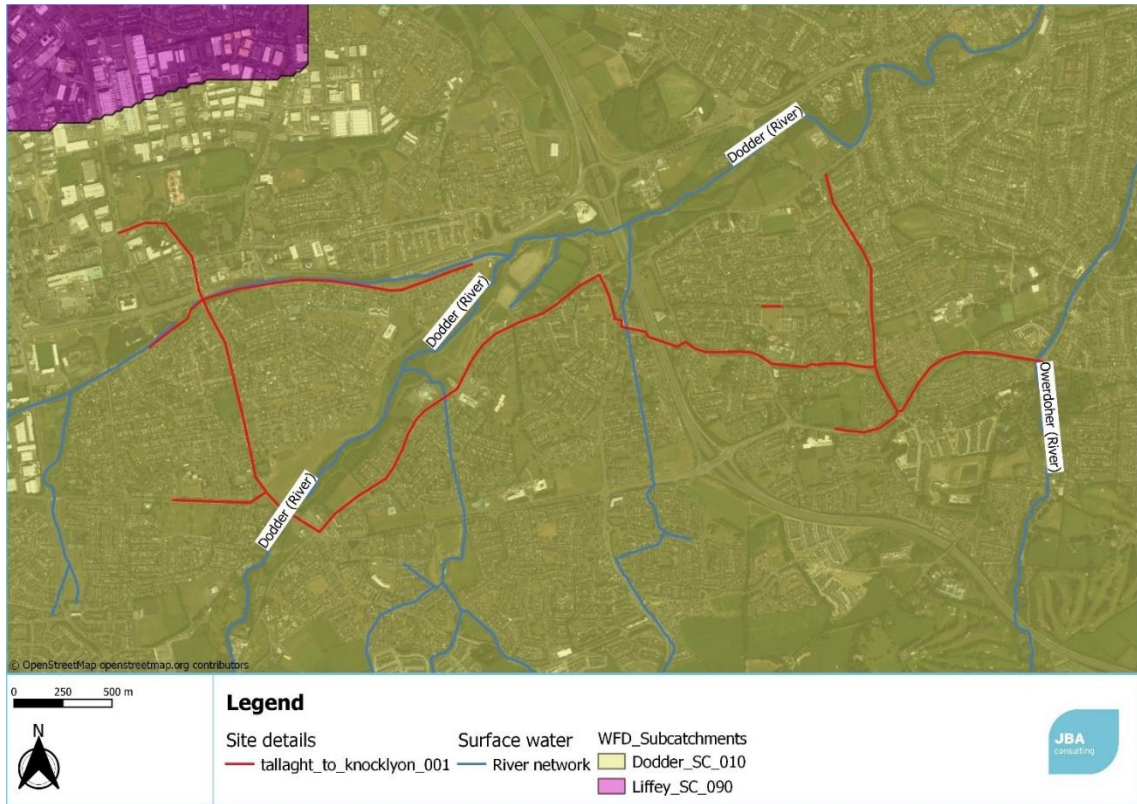 Dodder (River)
Dodder (River)
Owerdoher (River)
Dodder (River)
© OpenStreetMap openstreetmap.org contributors
0 250 500 m
N
Legend
Site details
tallaght_to_knocklyon_001
Surface water
River network
WFD_Subcatchments
Dodder_SC_010
Liffey_SC_090
JBA
consulting